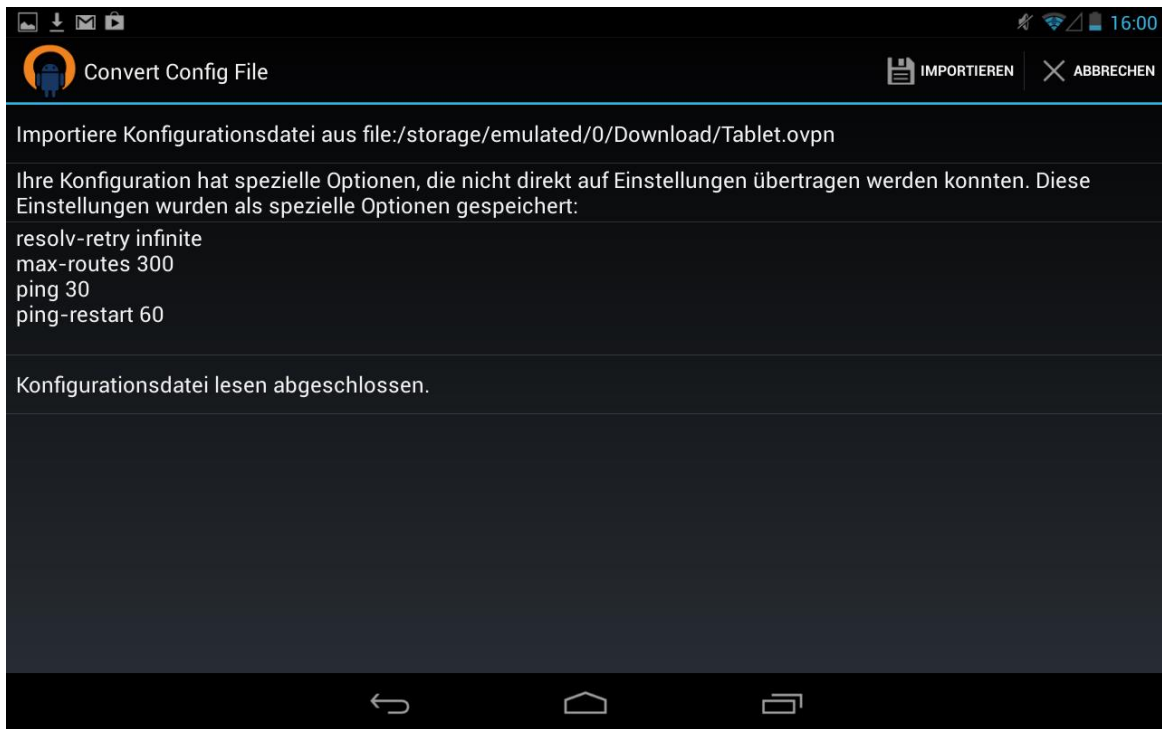 16:00
Convert Config File
IMPORTIEREN
ABBRECHEN
Importiere Konfigurationsdatei aus file:/storage/emulated/0/Download/Tablet.ovpn
Ihre Konfiguration hat spezielle Optionen, die nicht direkt auf Einstellungen übertragen werden konnten. Diese
Einstellungen wurden als spezielle Optionen gespeichert:
resolv-retry infinite
max-routes 300
ping 30
ping-restart 60
Konfigurationsdatei lesen abgeschlossen.